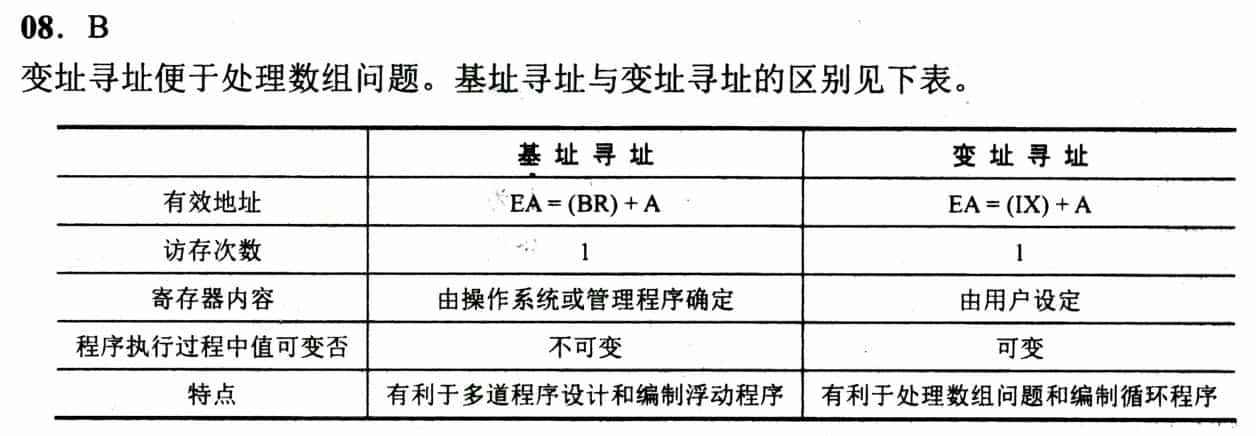 08. B
变址寻址便于处理数组问题。基址寻址与变址寻址的区别见下表。
基址寻址 变址寻址
有效地址 EA = (BR) + A EA = (IX) + A
访存次数 1 1
寄存器内容 由操作系统或管理程序确定 由用户设定
程序执行过程中值可变否 不可变 可变
特点 有利于多道程序设计和编制浮动程序 有利于处理数组问题和编制循环程序